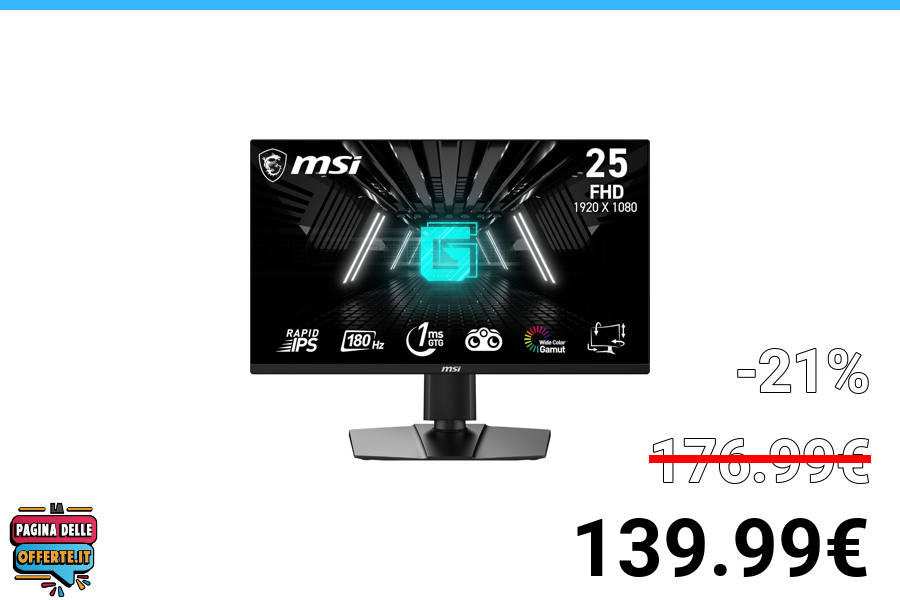 msi
25
FHD
1920 X 1080
G
RAPID
IPS
180Hz
1ms
GTG
Wide Color
Gamut
msi
-21%
176.99€
139.99€
LA
PAGINA DELLE
OFFERTE.IT